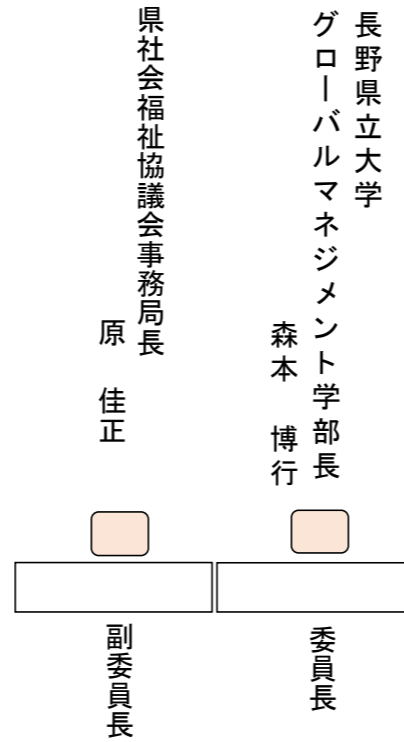 長野県立大学
グローバルマネジメント学部長
森本　博行
委員長
県社会福祉協議会事務局長
原　佳正
副委員長